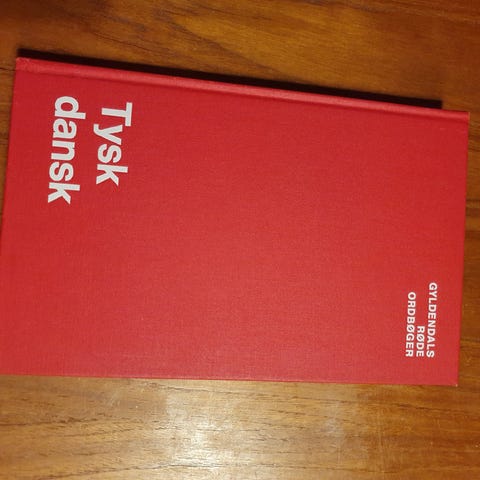 Tysk
dansk
GYLDENDALS
RØDE
ORDBØGER